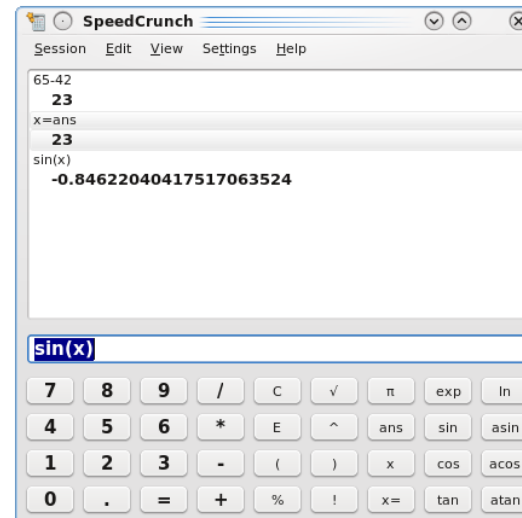 SpeedCrunch
Session Edit View Settings Help
65-42
23
x=ans
23
sin(x)
-0.84622040417517063524
sin(x)
7 8 9 / C √ π exp ln
4 5 6 * E ^ ans sin asin
1 2 3 - ( ) x cos acos
0 . = + % ! x= tan atan